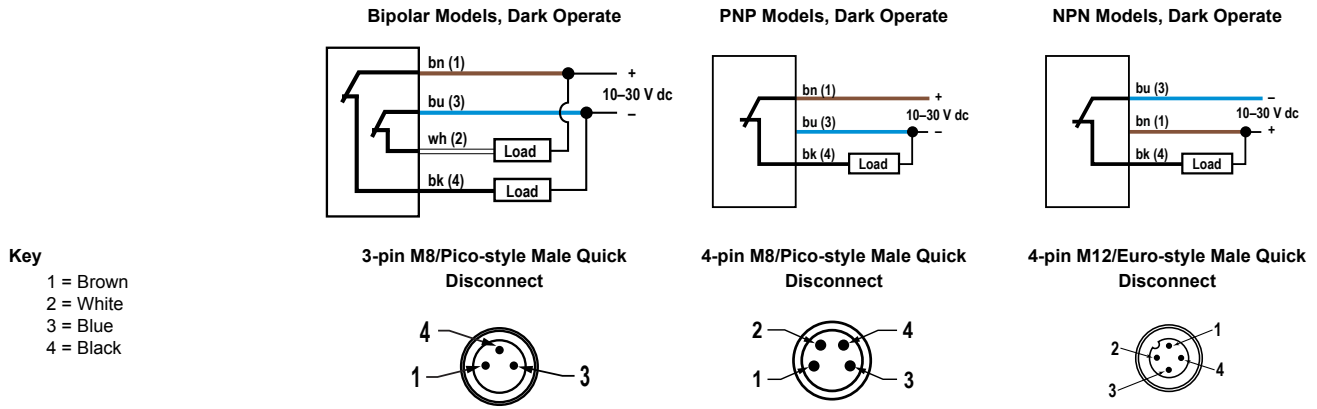 Bipolar Models, Dark Operate
bn (1)
+
10–30 V dc
bu (3)
–
wh (2)
Load
bk (4)
Load
PNP Models, Dark Operate
bn (1)
+
10–30 V dc
bu (3)
–
bk (4)
Load
NPN Models, Dark Operate
bu (3)
–
10–30 V dc
bn (1)
+
bk (4)
Load
Key
1 = Brown
2 = White
3 = Blue
4 = Black
3-pin M8/Pico-style Male Quick
Disconnect
4
1
3
4-pin M8/Pico-style Male Quick
Disconnect
2
4
1
3
4-pin M12/Euro-style Male Quick
Disconnect
1
2
4
3